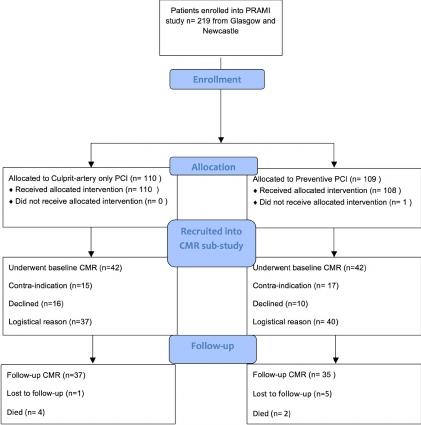 Patients enrolled into PRAMI
study n= 219 from Glasgow and
Newcastle
Enrollment
Allocation
Allocated to Culprit-artery only PCI (n= 110)
♦ Received allocated intervention (n= 110)
♦ Did not receive allocated intervention (n= 0 )
Allocated to Preventive PCI (n= 109)
♦ Received allocated intervention (n= 108)
♦ Did not receive allocated intervention (n= 1 )
Recruited into
CMR sub-study
Underwent baseline CMR (n=42)
Contra-indication (n=15)
Declined (n=16)
Logistical reason (n=37)
Underwent baseline CMR (n=42)
Contra-indication (n= 17)
Declined (n=10)
Logistical reason (n= 40)
Follow-up
Follow-up CMR (n=37)
Lost to follow-up (n=1)
Died (n= 4)
Follow-up CMR (n= 35 )
Lost to follow-up (n=5)
Died (n= 2)